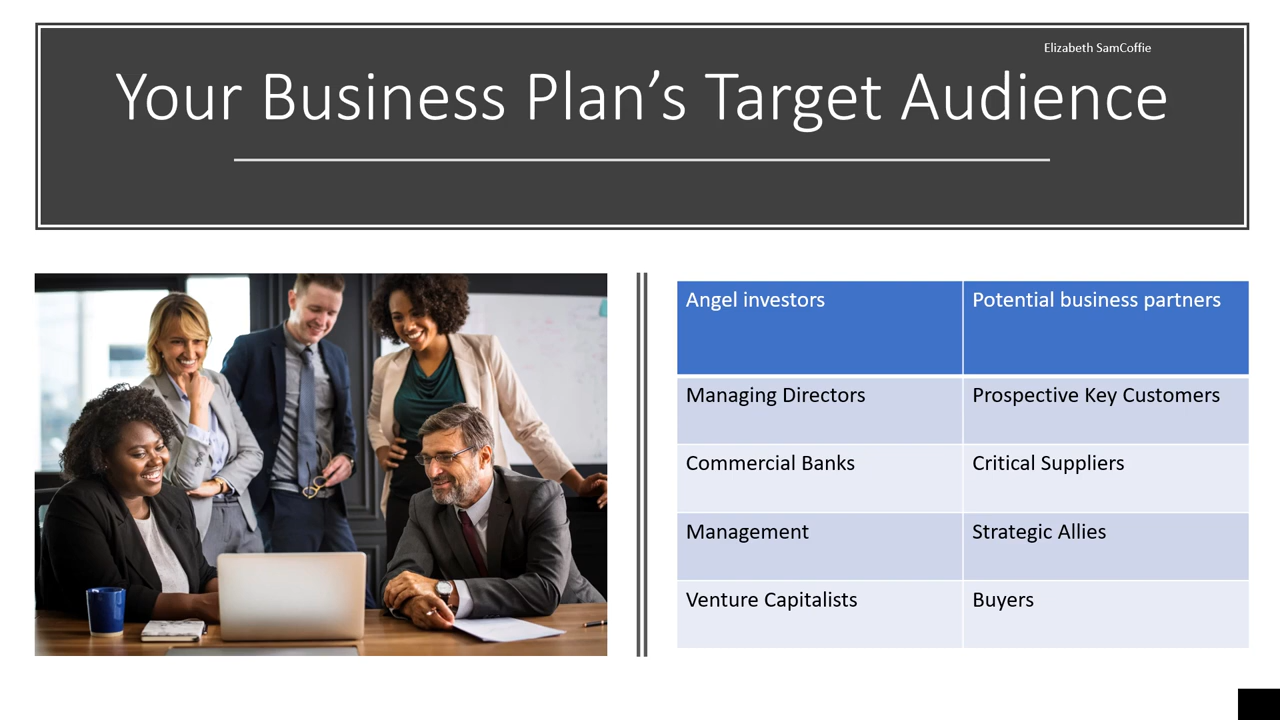 Elizabeth SamCoffie
Your Business Plan’s Target Audience
Angel investors
Potential business partners
Managing Directors
Prospective Key Customers
Commercial Banks
Critical Suppliers
Management
Strategic Allies
Venture Capitalists
Buyers